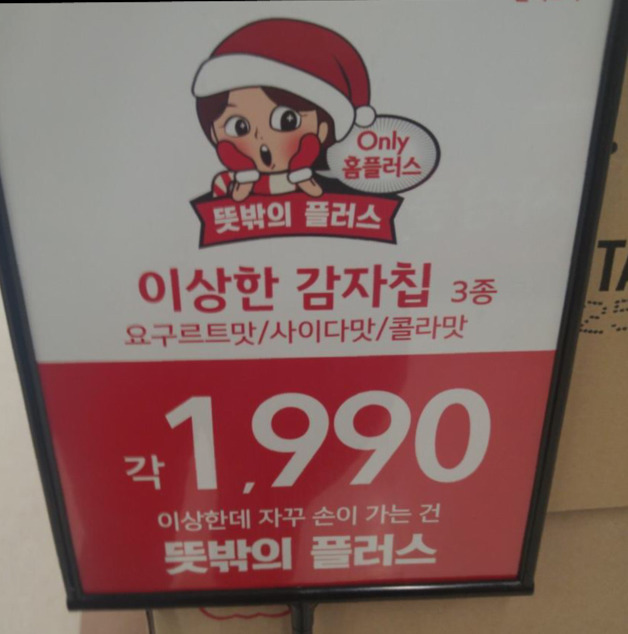 Only
홈플러스
뜻밖의 플러스
이상한 감자칩 3종
요구르트맛/사이다맛/콜라맛
각 1,990
이상한데 자꾸 손이 가는 건
뜻밖의 플러스